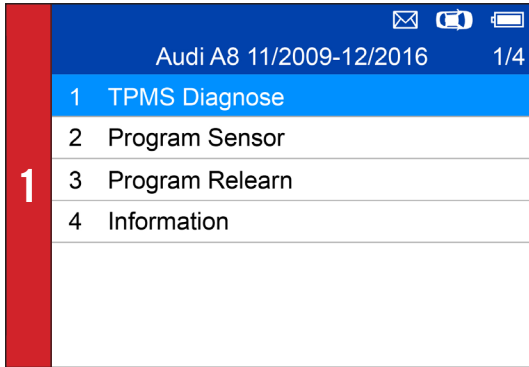 Audi A8 11/2009-12/2016 1/4
1 TPMS Diagnose
2 Program Sensor
1
3 Program Relearn
4 Information